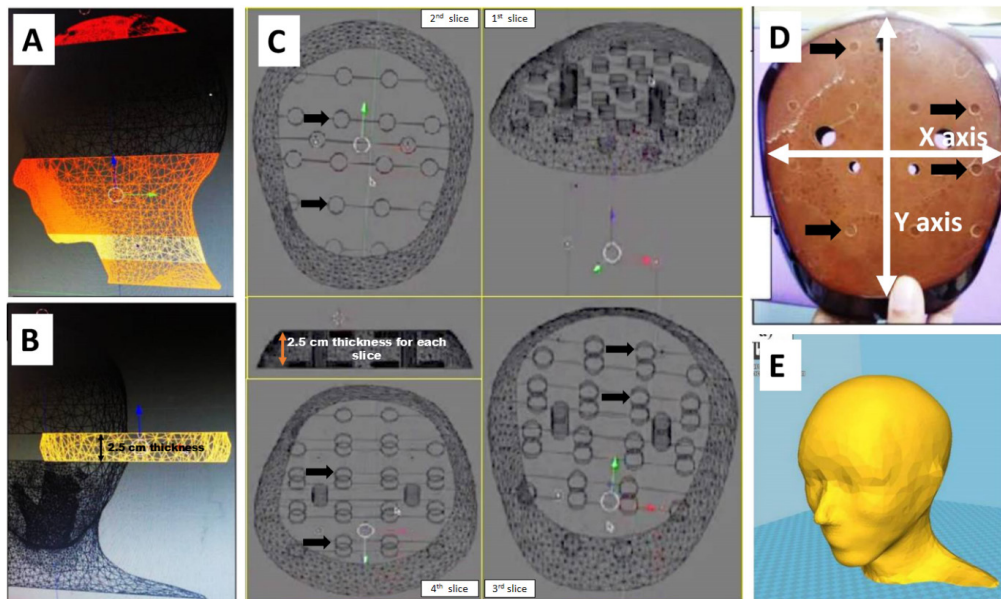 A
B
2.5 cm thickness
C
2nd slice
1st slice
2.5 cm thickness for each
slice
4th slice
3rd slice
D
X axis
Y axis
E